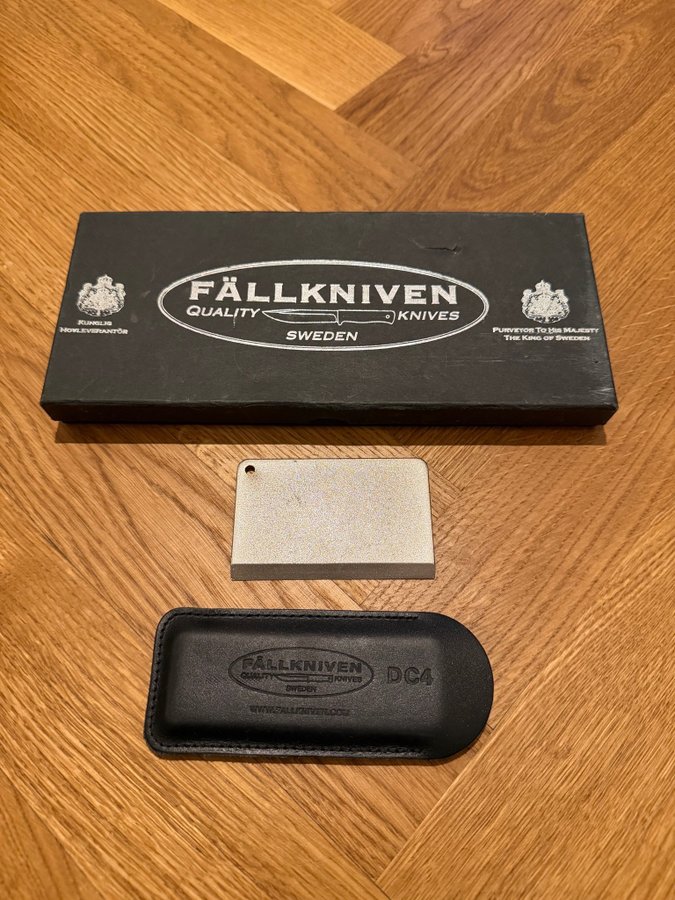 FÄLLKNIVEN
QUALITY KNIVES
SWEDEN
KUNGLIG
HOVLEVERANTÖR
PURVEYOR TO HIS MAJESTY
THE KING OF SWEDEN
FÄLLKNIVEN
QUALITY KNIVES
SWEDEN
DC4
WWW.FALLKNIVEN.COM